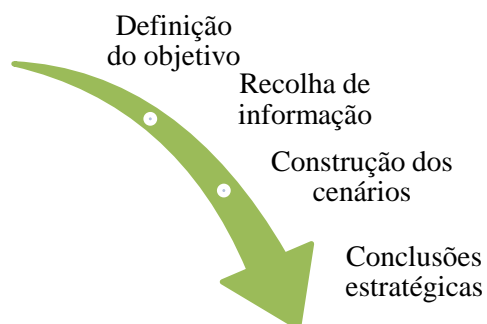 Definição
do objetivo
Recolha de
informação
Construção dos
cenários
Conclusões
estratégicas